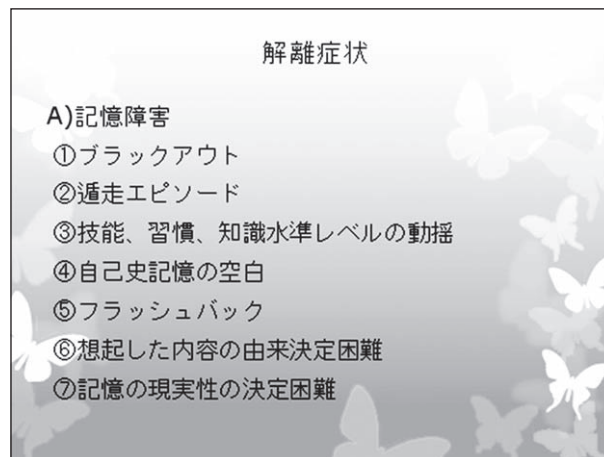 解離症状
A)記憶障害
①ブラックアウト
②遁走エピソード
③技能、習慣、知識水準レベルの動揺
④自己史記憶の空白
⑤フラッシュバック
⑥想起した内容の由来決定困難
⑦記憶の現実性の決定困難